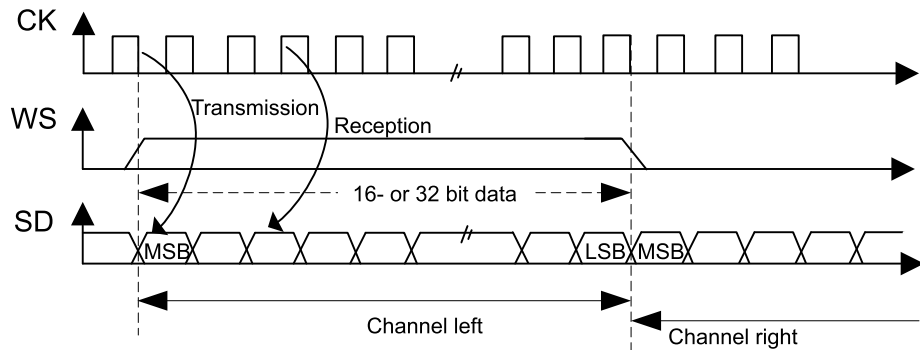 CK
Transmission
WS
Reception
16- or 32 bit data
SD
MSB
LSB
MSB
Channel left
Channel right